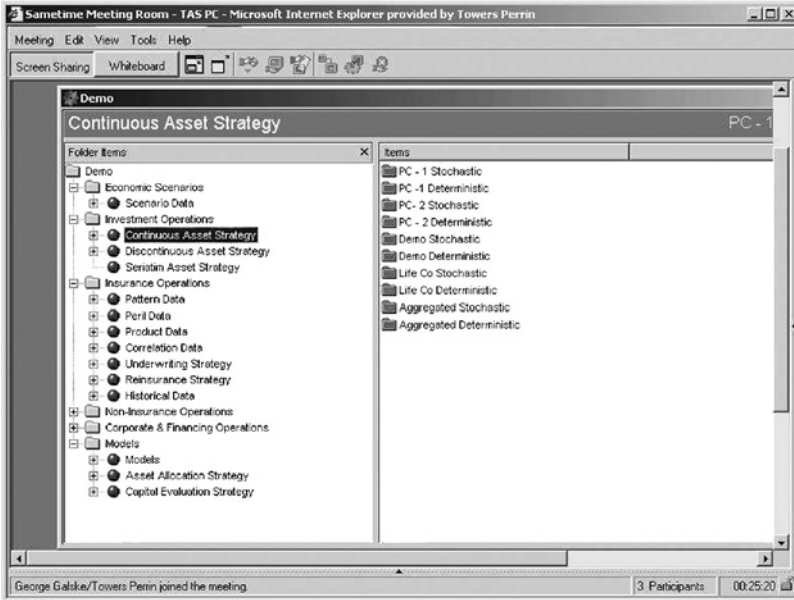 Sametime Meeting Room - TAS PC - Microsoft Internet Explorer provided by Towers Perrin
Meeting Edit View Tools Help
Screen Sharing Whiteboard
Demo
Continuous Asset Strategy PC - 1
Folder Items
Demo
Economic Scenarios
Scenario Data
Investment Operations
Continuous Asset Strategy
Discontinuous Asset Strategy
Seriatim Asset Strategy
Insurance Operations
Pattern Data
Peril Data
Product Data
Correlation Data
Underwriting Strategy
Reinsurance Strategy
Historical Data
Non-Insurance Operations
Corporate & Financing Operations
Models
Models
Asset Allocation Strategy
Capital Evaluation Strategy
Items
PC - 1 Stochastic
PC -1 Deterministic
PC- 2 Stochastic
PC - 2 Deterministic
Demo Stochastic
Demo Deterministic
Life Co Stochastic
Life Co Deterministic
Aggregated Stochastic
Aggregated Deterministic
George Galske/Towers Perrin joined the meeting. 3 Participants 00:25:20